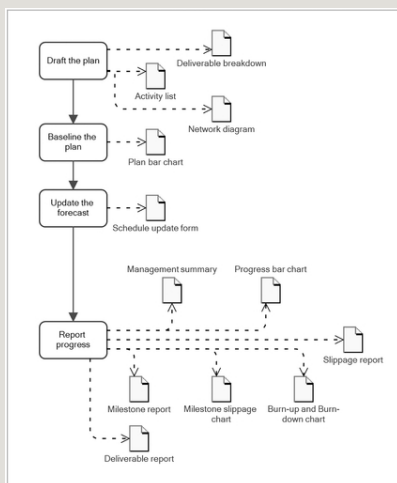 Draft the plan
Deliverable breakdown
Activity list
Network diagram
Baseline the
plan
Plan bar chart
Update the
forecast
Schedule update form
Management summary
Progress bar chart
Report
progress
Slippage report
Milestone report
Milestone slippage
chart
Burn-up and Burn-
down chart
Deliverable report